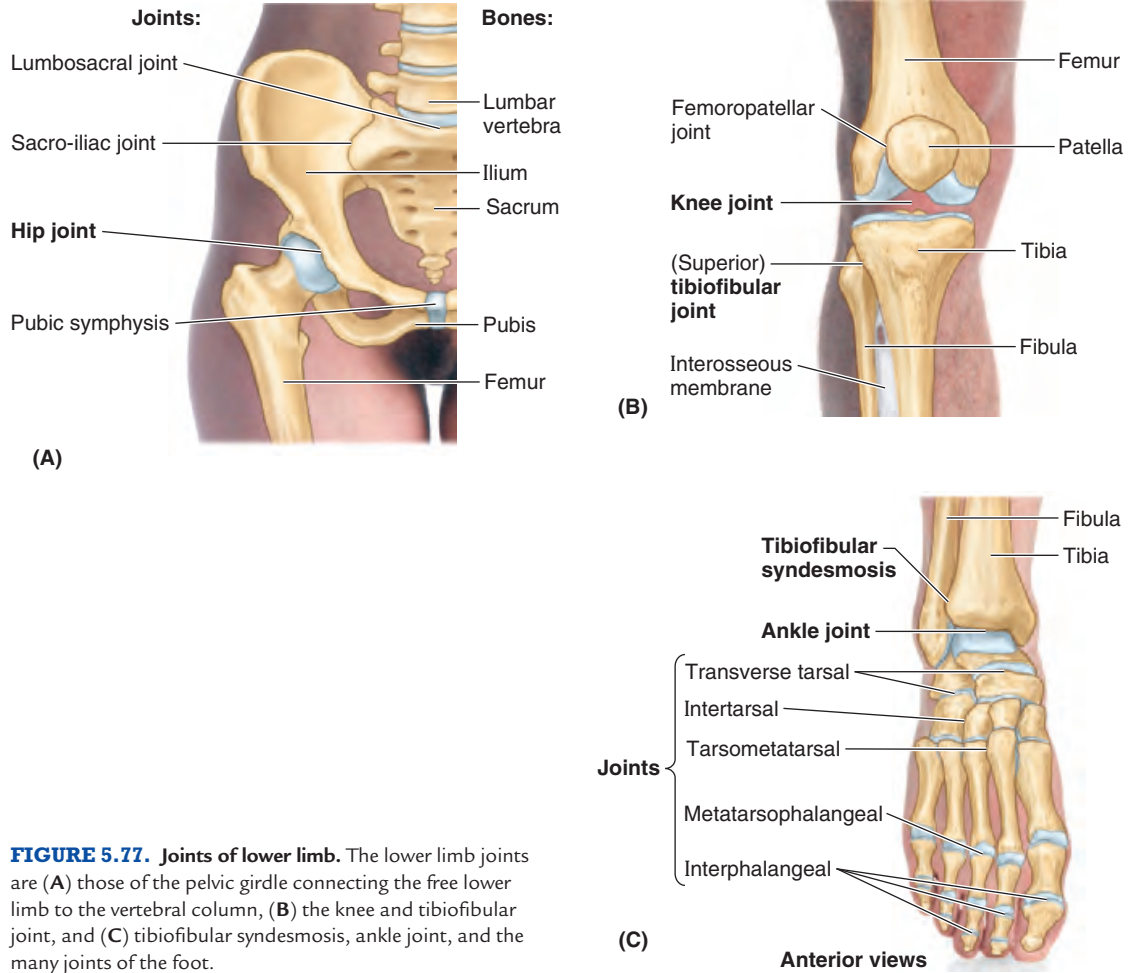 Joints:
Bones:
Lumbosacral joint
Sacro-iliac joint
Hip joint
Pubic symphysis
Lumbar
vertebra
Ilium
Sacrum
Pubis
Femur
(A)
Femoropatellar
joint
Knee joint
(Superior)
tibiofibular
joint
Interosseous
membrane
Femur
Patella
Tibia
Fibula
(B)
Tibiofibular
syndesmosis
Ankle joint
Fibula
Tibia
Joints
Transverse tarsal
Intertarsal
Tarsometatarsal
Metatarsophalangeal
Interphalangeal
(C)
Anterior views
FIGURE 5.77. Joints of lower limb. The lower limb joints
are (A) those of the pelvic girdle connecting the free lower
limb to the vertebral column, (B) the knee and tibiofibular
joint, and (C) tibiofibular syndesmosis, ankle joint, and the
many joints of the foot.